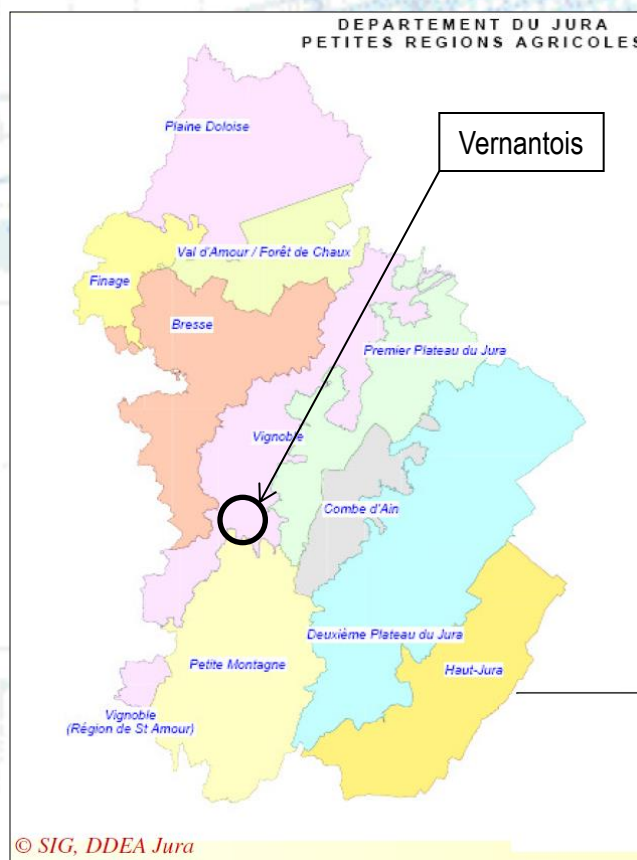 DEPARTEMENT DU JURA
PETITES REGIONS AGRICOLES
Plaine Doloise
Vernantois
Val d'Amour / Forêt de Chaux
Finage
Bresse
Premier Plateau du Jura
Vignoble
Combe d'Ain
Deuxième Plateau du Jura
Petite Montagne
Haut-Jura
Vignoble
(Région de St Amour)
© SIG, DDEA Jura